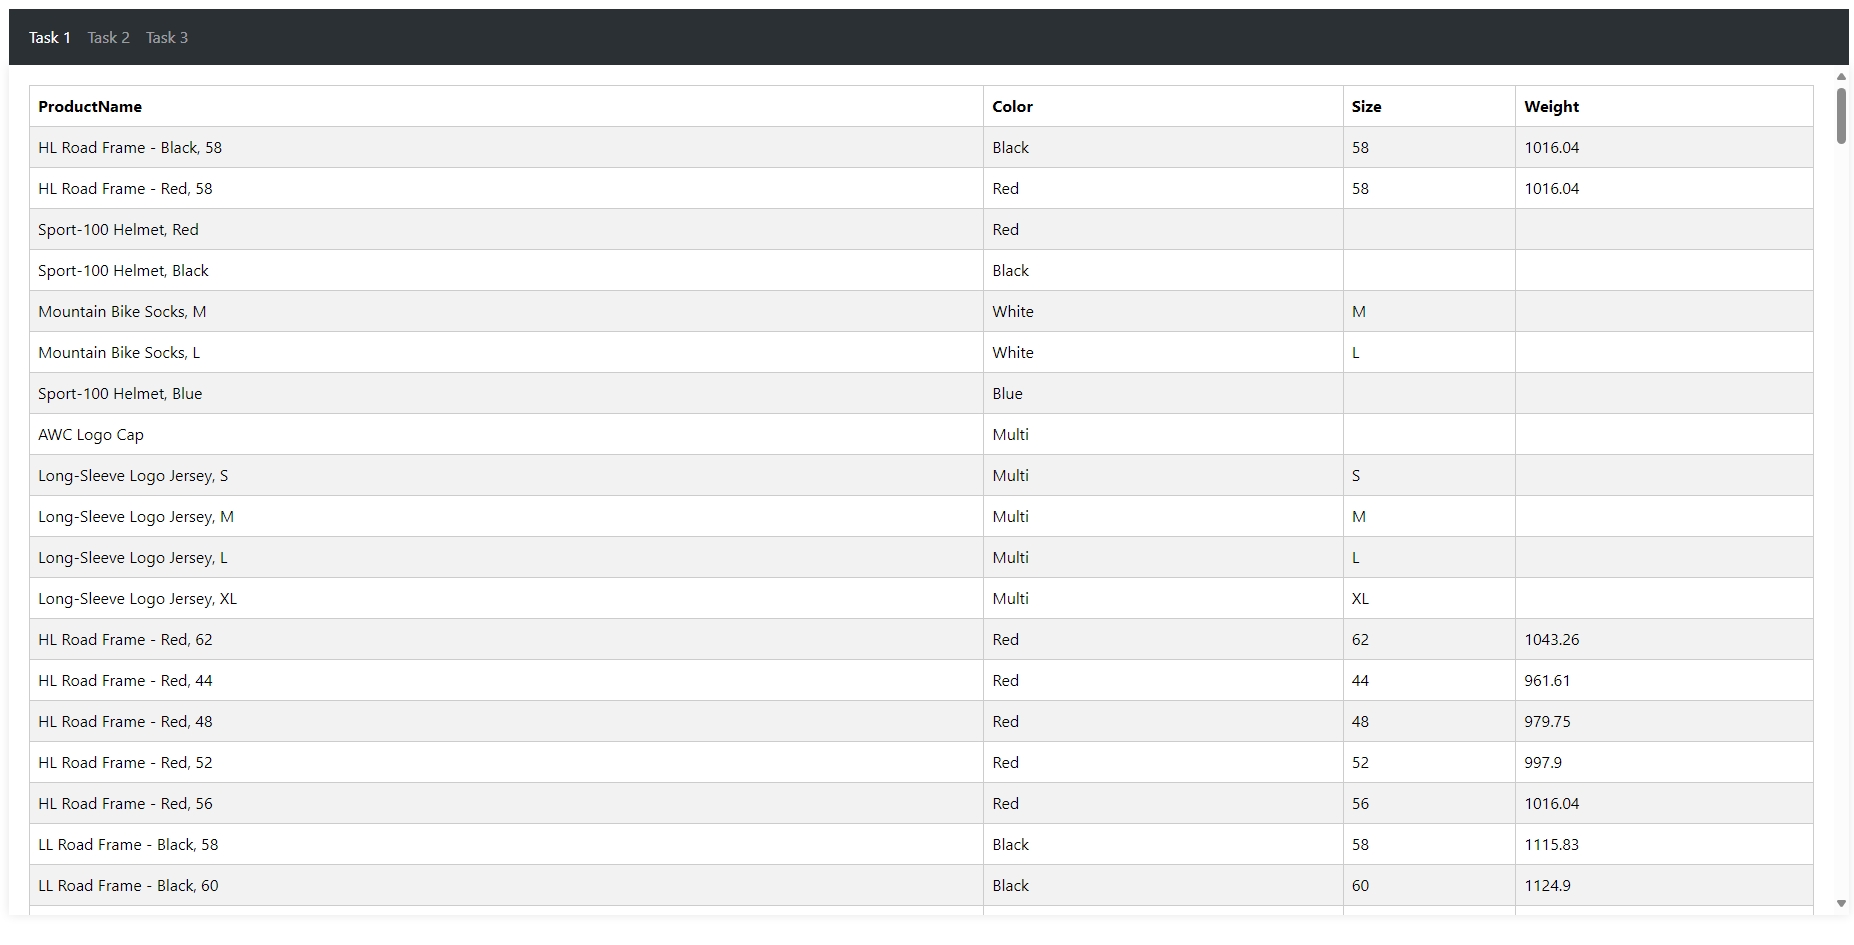 Task 1 Task 2 Task 3
ProductName Color Size Weight
HL Road Frame - Black, 58 Black 58 1016.04
HL Road Frame - Red, 58 Red 58 1016.04
Sport-100 Helmet, Red Red
Sport-100 Helmet, Black Black
Mountain Bike Socks, M White M
Mountain Bike Socks, L White L
Sport-100 Helmet, Blue Blue
AWC Logo Cap Multi
Long-Sleeve Logo Jersey, S Multi S
Long-Sleeve Logo Jersey, M Multi M
Long-Sleeve Logo Jersey, L Multi L
Long-Sleeve Logo Jersey, XL Multi XL
HL Road Frame - Red, 62 Red 62 1043.26
HL Road Frame - Red, 44 Red 44 961.61
HL Road Frame - Red, 48 Red 48 979.75
HL Road Frame - Red, 52 Red 52 997.9
HL Road Frame - Red, 56 Red 56 1016.04
LL Road Frame - Black, 58 Black 58 1115.83
LL Road Frame - Black, 60 Black 60 1124.9